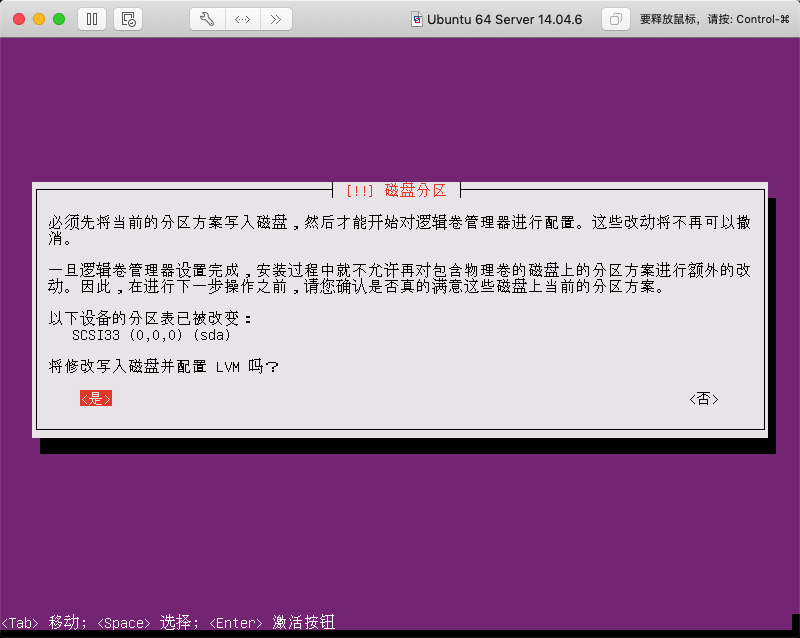 Ubuntu 64 Server 14.04.6
要释放鼠标，请按: Control-⌘
[!!] 磁盘分区
必须先将当前的分区方案写入磁盘，然后才能开始对逻辑卷管理器进行配置。这些改动将不再可以撤
消。
一旦逻辑卷管理器设置完成，安装过程中就不允许再对包含物理卷的磁盘上的分区方案进行额外的改
动。因此，在进行下一步操作之前，请您确认是否真的满意这些磁盘上当前的分区方案。
以下设备的分区表已被改变：
SCSI33 (0,0,0) (sda)
将修改写入磁盘并配置 LVM 吗？
<是> <否>
<Tab> 移动; <Space> 选择; <Enter> 激活按钮